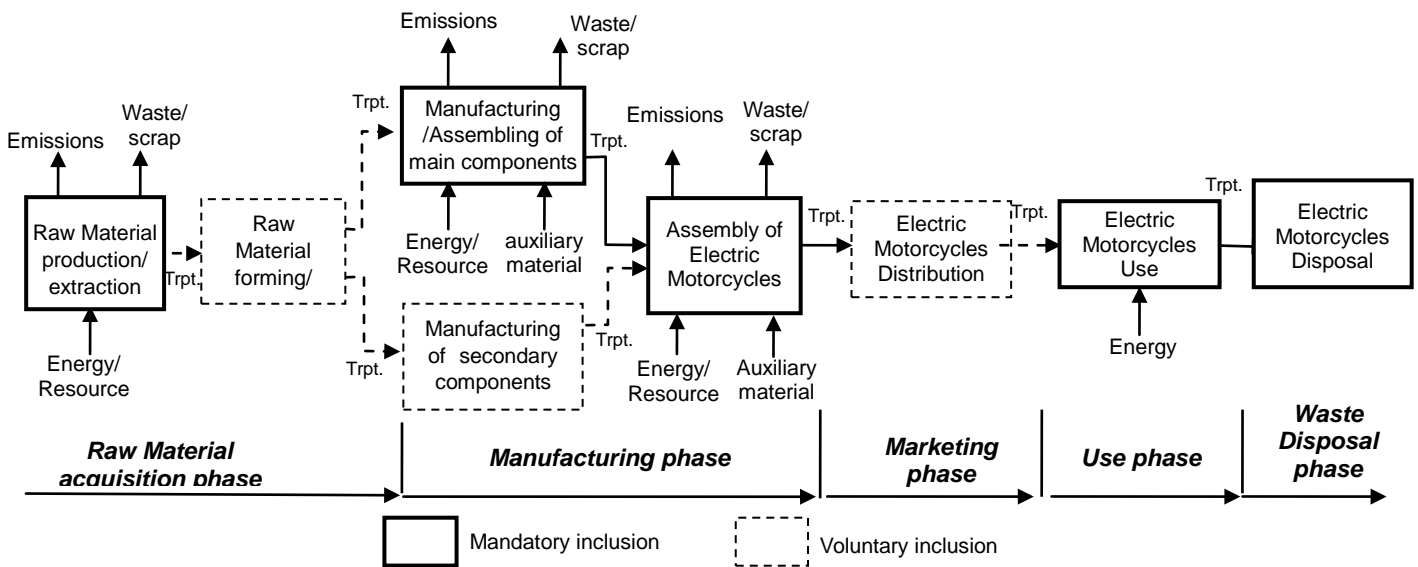 Emissions
Waste/
scrap
Trpt.
Manufacturing
/Assembling of
main components
Trpt.
Energy/
Resource
auxiliary
material
Emissions
Waste/
scrap
Raw Material
production/
extraction
Trpt.
Energy/
Resource
Raw
Material
forming/
Trpt.
Manufacturing
of secondary
components
Trpt.
Emissions
Waste/
scrap
Assembly of
Electric
Motorcycles
Energy/
Resource
Auxiliary
material
Trpt.
Electric
Motorcycles
Distribution
Trpt.
Electric
Motorcycles
Use
Energy
Trpt.
Electric
Motorcycles
Disposal
Raw Material
acquisition phase
Manufacturing phase
Marketing
phase
Use phase
Waste
Disposal
phase
Mandatory inclusion
Voluntary inclusion